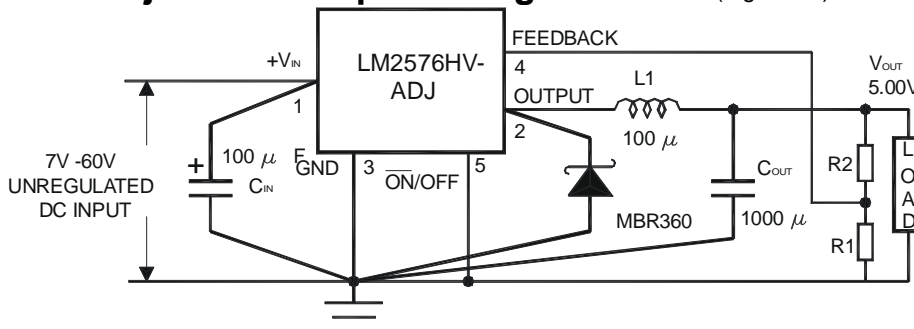 FEEDBACK
+VIN
LM2576HV-
ADJ
4
L1
VOUT
5.00V
OUTPUT
1
2
100 μ
7V -60V
UNREGULATED
DC INPUT
+
100 μ
F
CIN
GND
3
ON/OFF
5
COUT
1000 μ
MBR360
R2
R1
LOAD